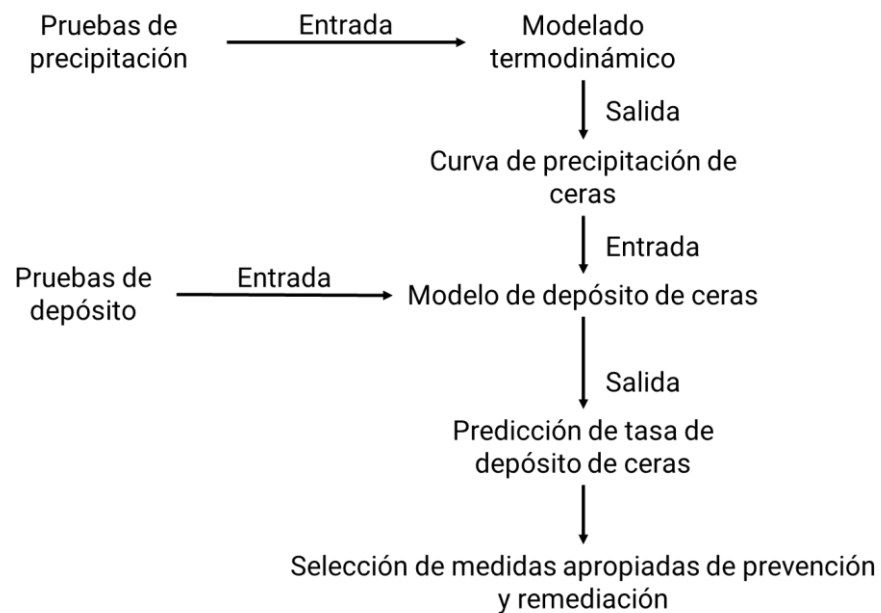 Pruebas de
precipitación
Entrada
Modelado
termodinámico
Salida
Curva de precipitación de
ceras
Entrada
Pruebas de
depósito
Entrada
Modelo de depósito de ceras
Salida
Predicción de tasa de
depósito de ceras
Selección de medidas apropiadas de prevención
y remediación